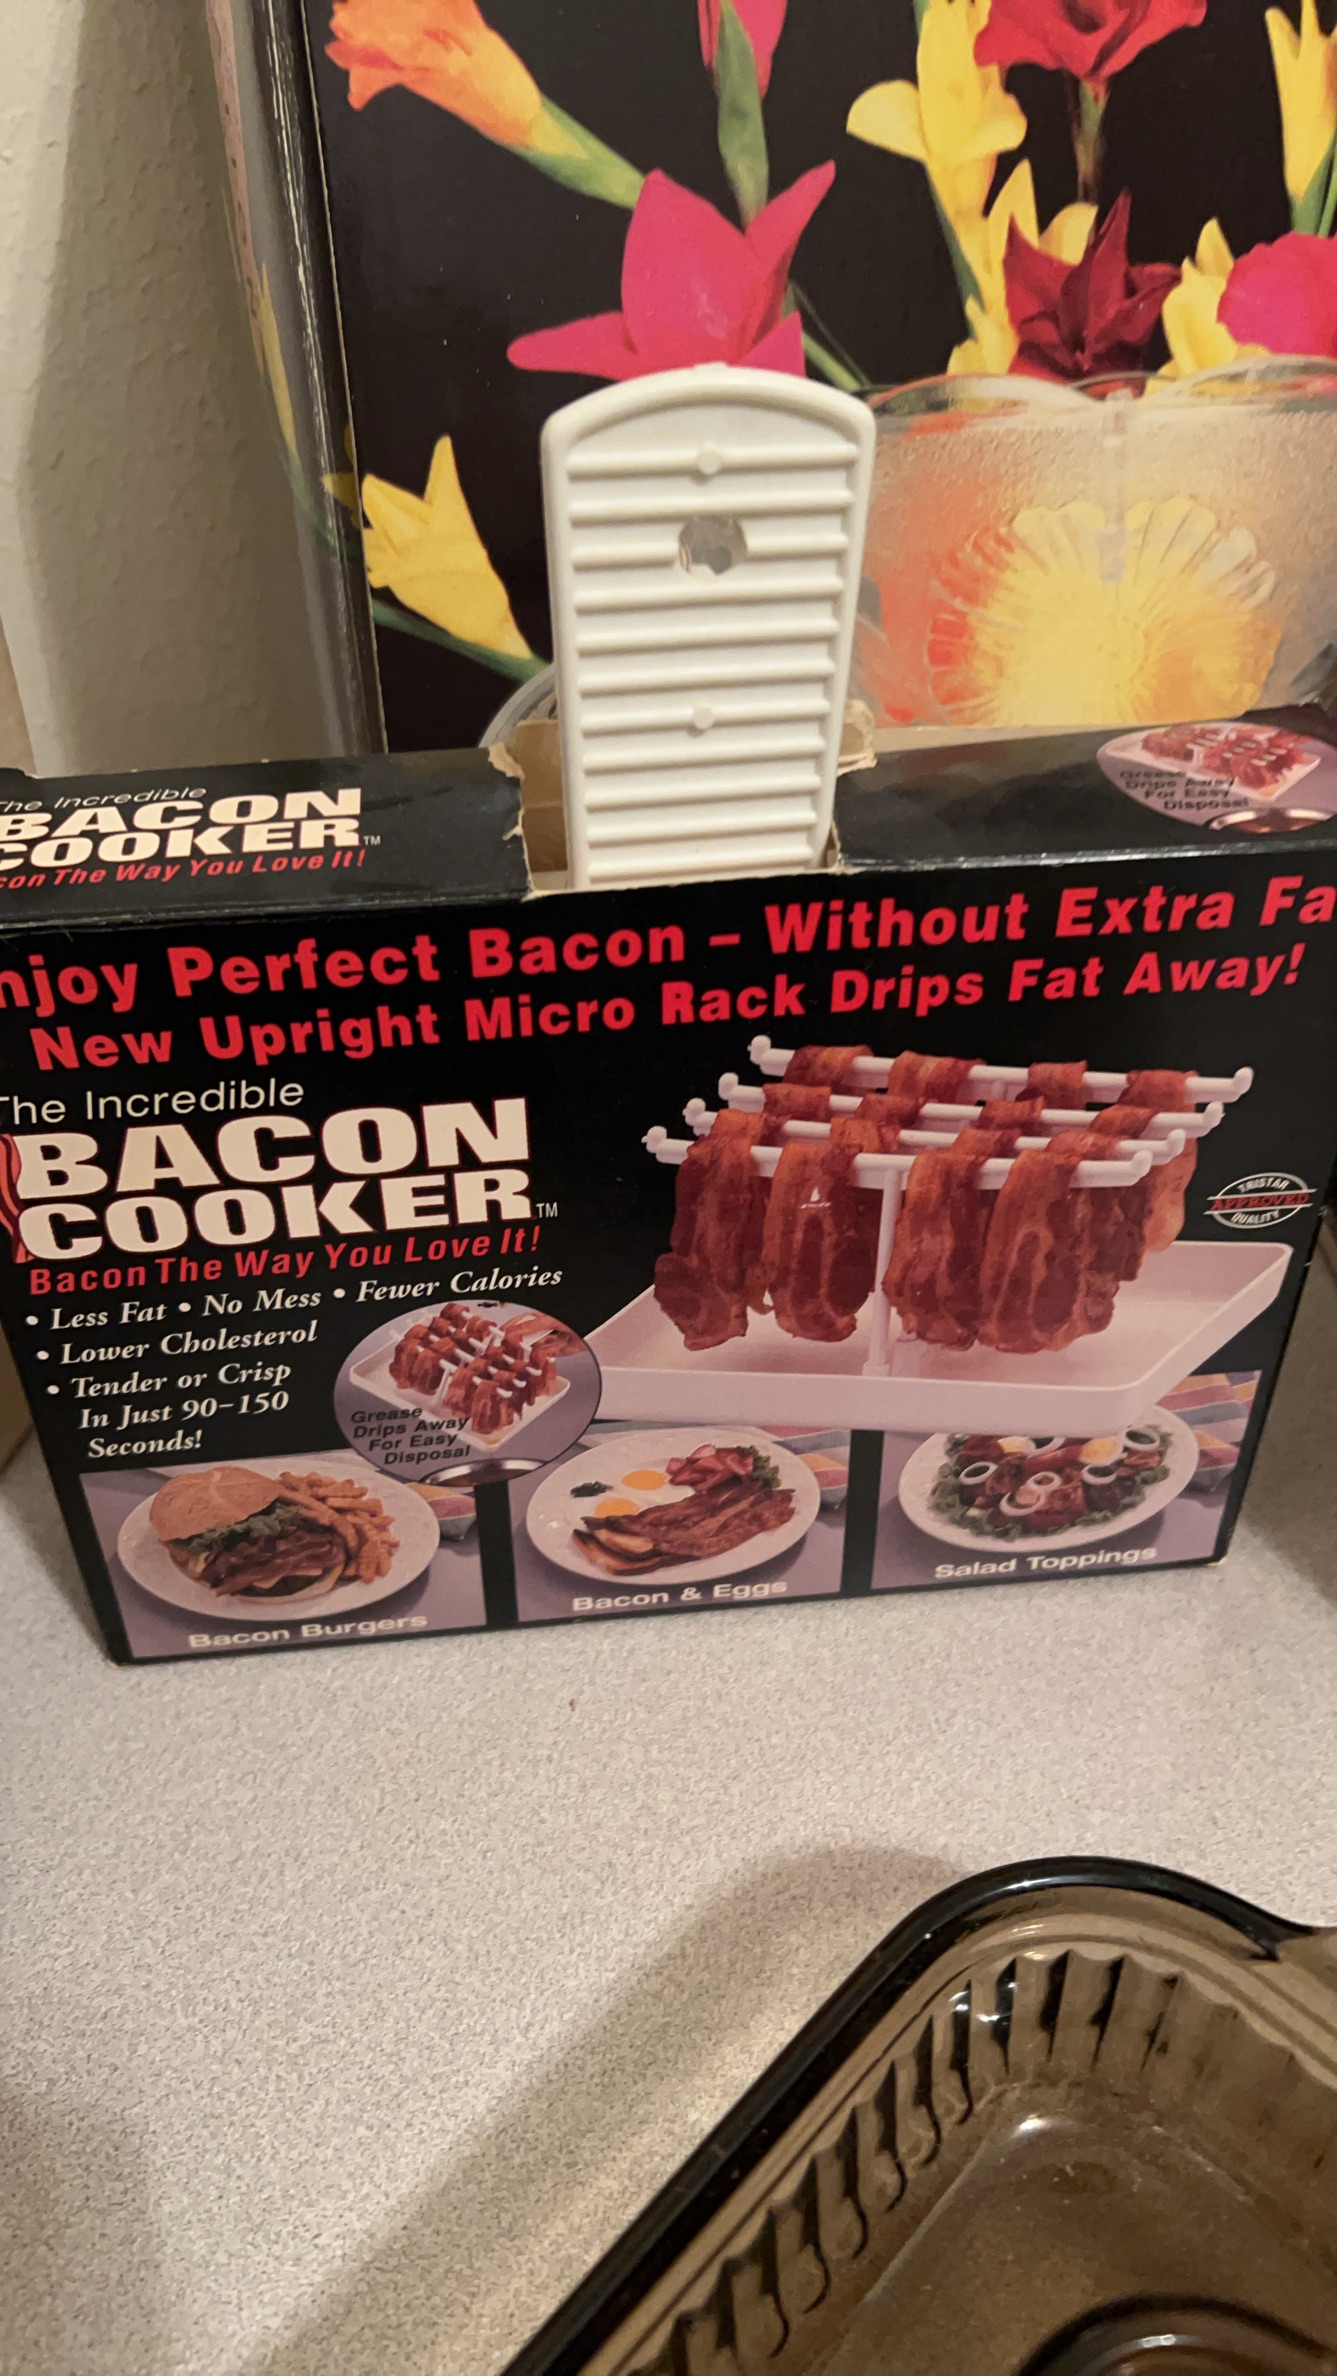 The Incredible
BACON
COOKER™
con The Way You Love It!
Grease
Drips Away
For Easy
Disposal
njoy Perfect Bacon – Without Extra Fa
New Upright Micro Rack Drips Fat Away!
The Incredible
BACON
COOKER™
Bacon The Way You Love It!
• Less Fat • No Mess • Fewer Calories
• Lower Cholesterol
• Tender or Crisp
In Just 90–150
Seconds!
Grease
Drips Away
For Easy
Disposal
TRISTAR
APPROVED
QUALITY
Bacon Burgers
Bacon & Eggs
Salad Toppings